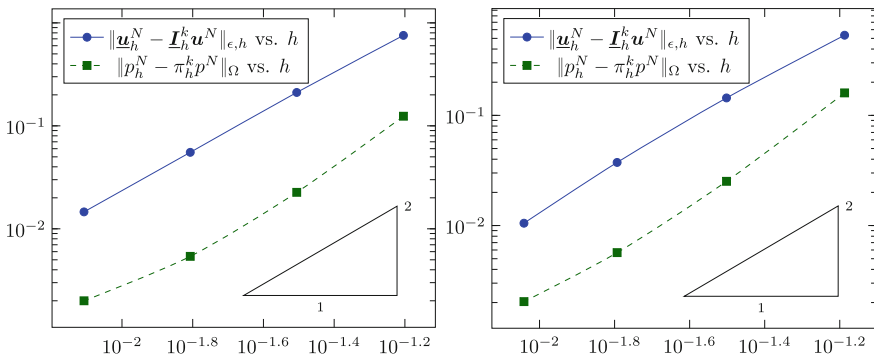 ‖u̲_h^N − I̲_h^k u^N‖_{ϵ,h} vs. h
‖p_h^N − π_h^k p^N‖_Ω vs. h
10^{−1}
10^{−2}
2
1
10^{−2} 10^{−1.8} 10^{−1.6} 10^{−1.4} 10^{−1.2}
‖u̲_h^N − I̲_h^k u^N‖_{ϵ,h} vs. h
‖p_h^N − π_h^k p^N‖_Ω vs. h
10^{−1}
10^{−2}
2
1
10^{−2} 10^{−1.8} 10^{−1.6} 10^{−1.4} 10^{−1.2}